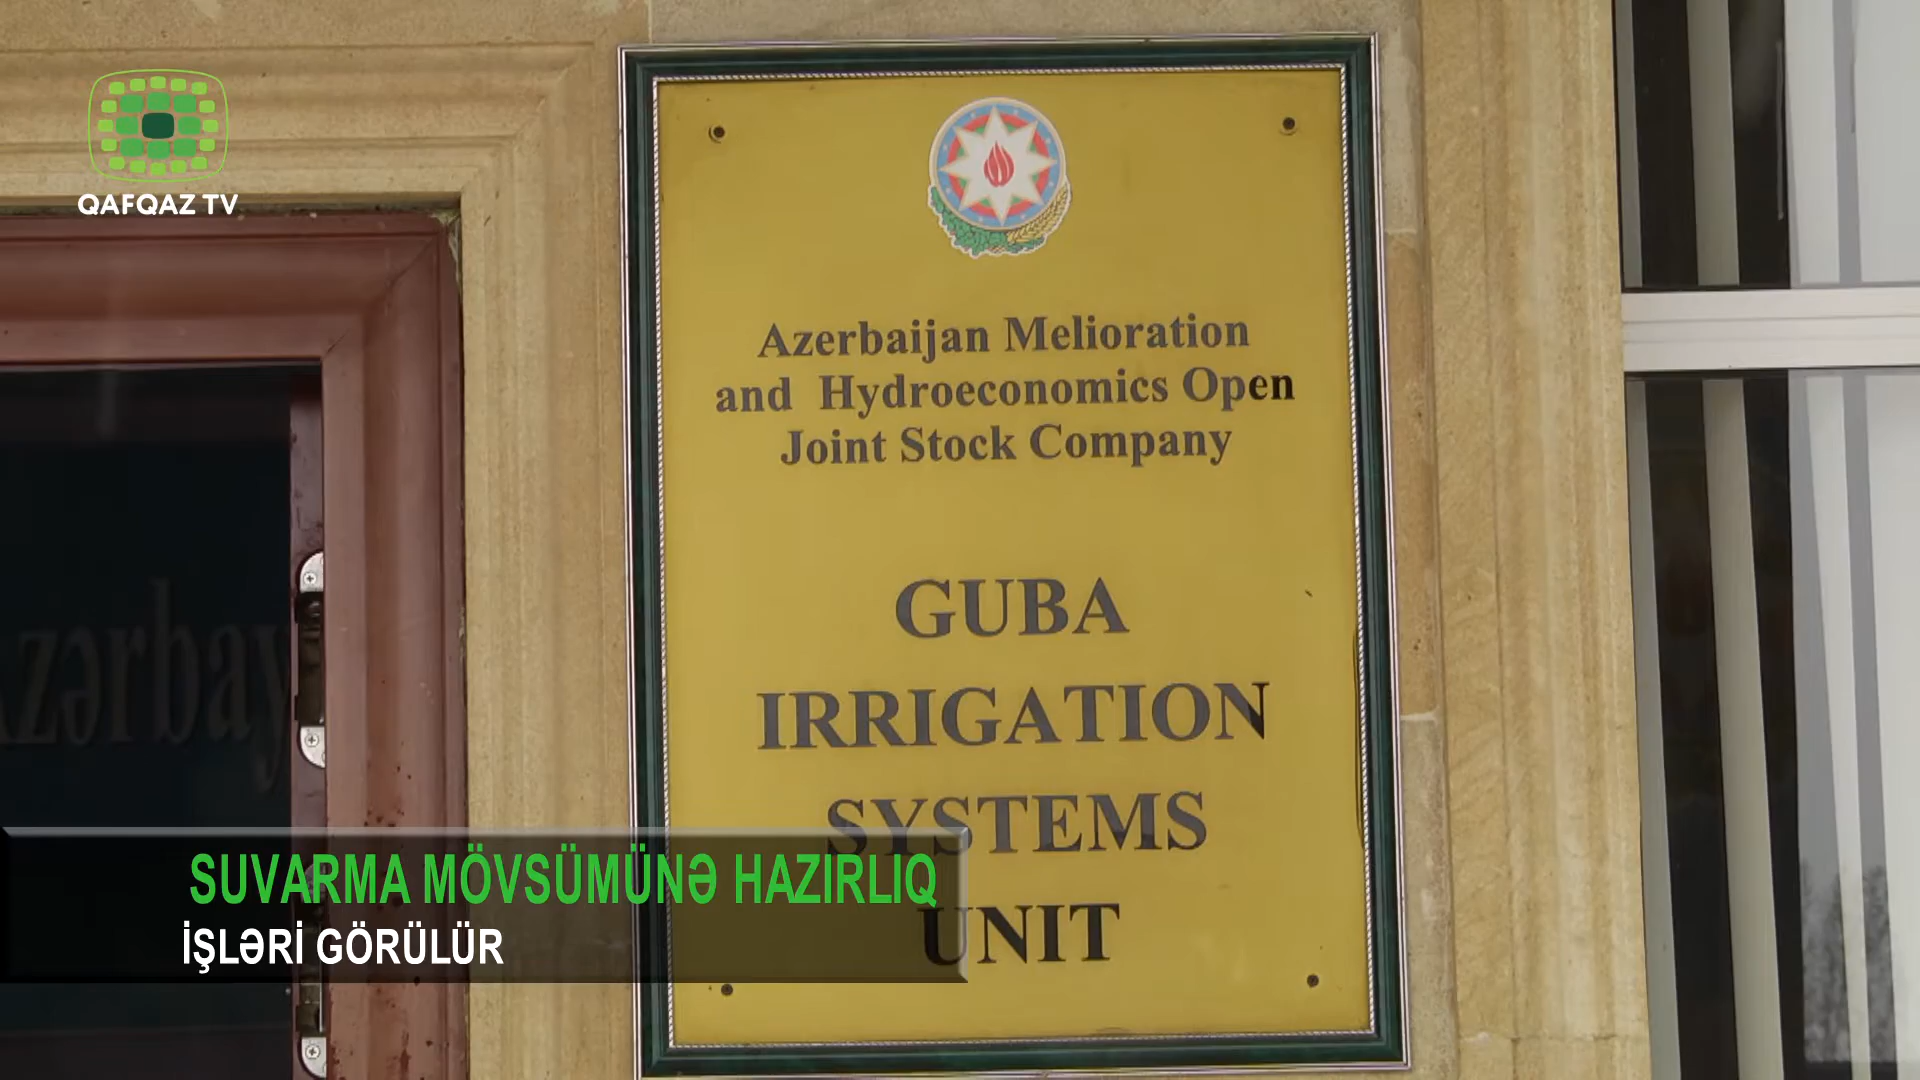 QAFQAZ TV
Azerbaijan Melioration
and Hydroeconomics Open
Joint Stock Company
GUBA
IRRIGATION
SYSTEMS
UNIT
SUVARMA MÖVSÜMÜNƏ HAZIRLIQ
İŞLƏRİ GÖRÜLÜR